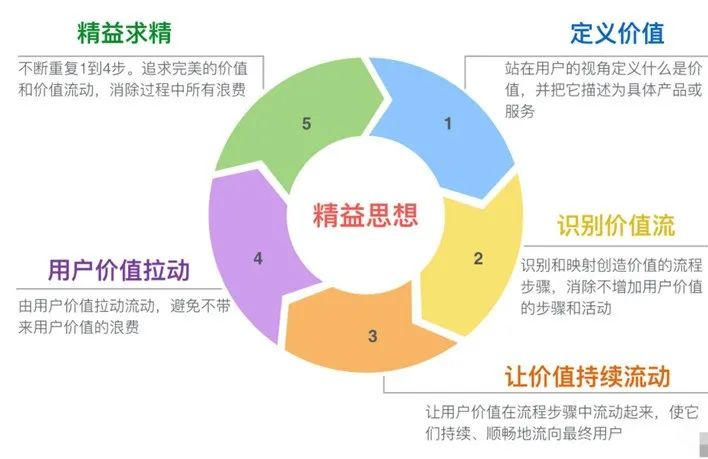 精益思想
1
定义价值
站在用户的视角定义什么是价
值，并把它描述为具体产品或
服务
2
识别价值流
识别和映射创造价值的流程
步骤，消除不增加用户价值
的步骤和活动
3
让价值持续流动
让用户价值在流程步骤中流动起来，使它
们持续、顺畅地流向最终用户
4
用户价值拉动
由用户价值拉动流动，避免不带
来用户价值的浪费
5
精益求精
不断重复1到4步。追求完美的价值
和价值流动，消除过程中所有浪费